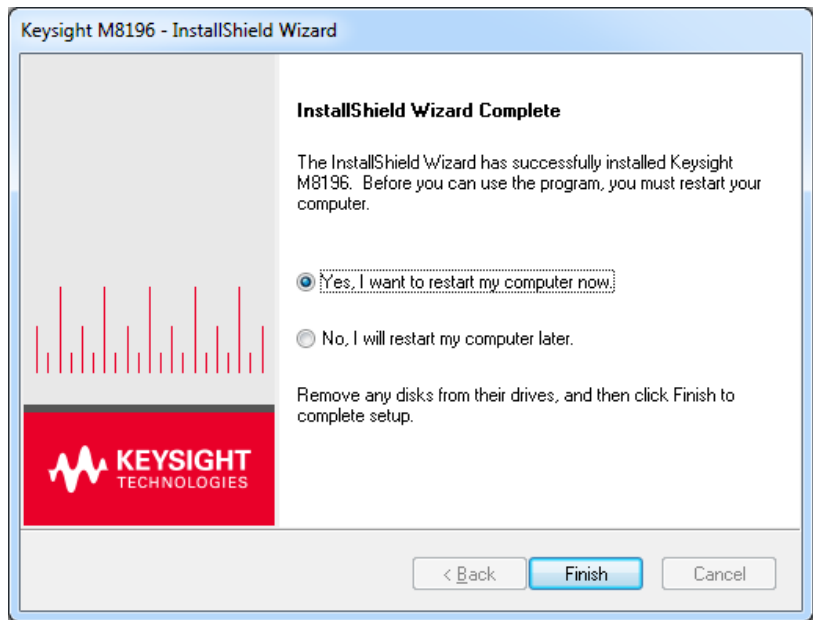 Keysight M8196 - InstallShield Wizard
InstallShield Wizard Complete
The InstallShield Wizard has successfully installed Keysight
M8196. Before you can use the program, you must restart your
computer.
Yes, I want to restart my computer now.
No, I will restart my computer later.
Remove any disks from their drives, and then click Finish to
complete setup.
KEYSIGHT
TECHNOLOGIES
< Back
Finish
Cancel